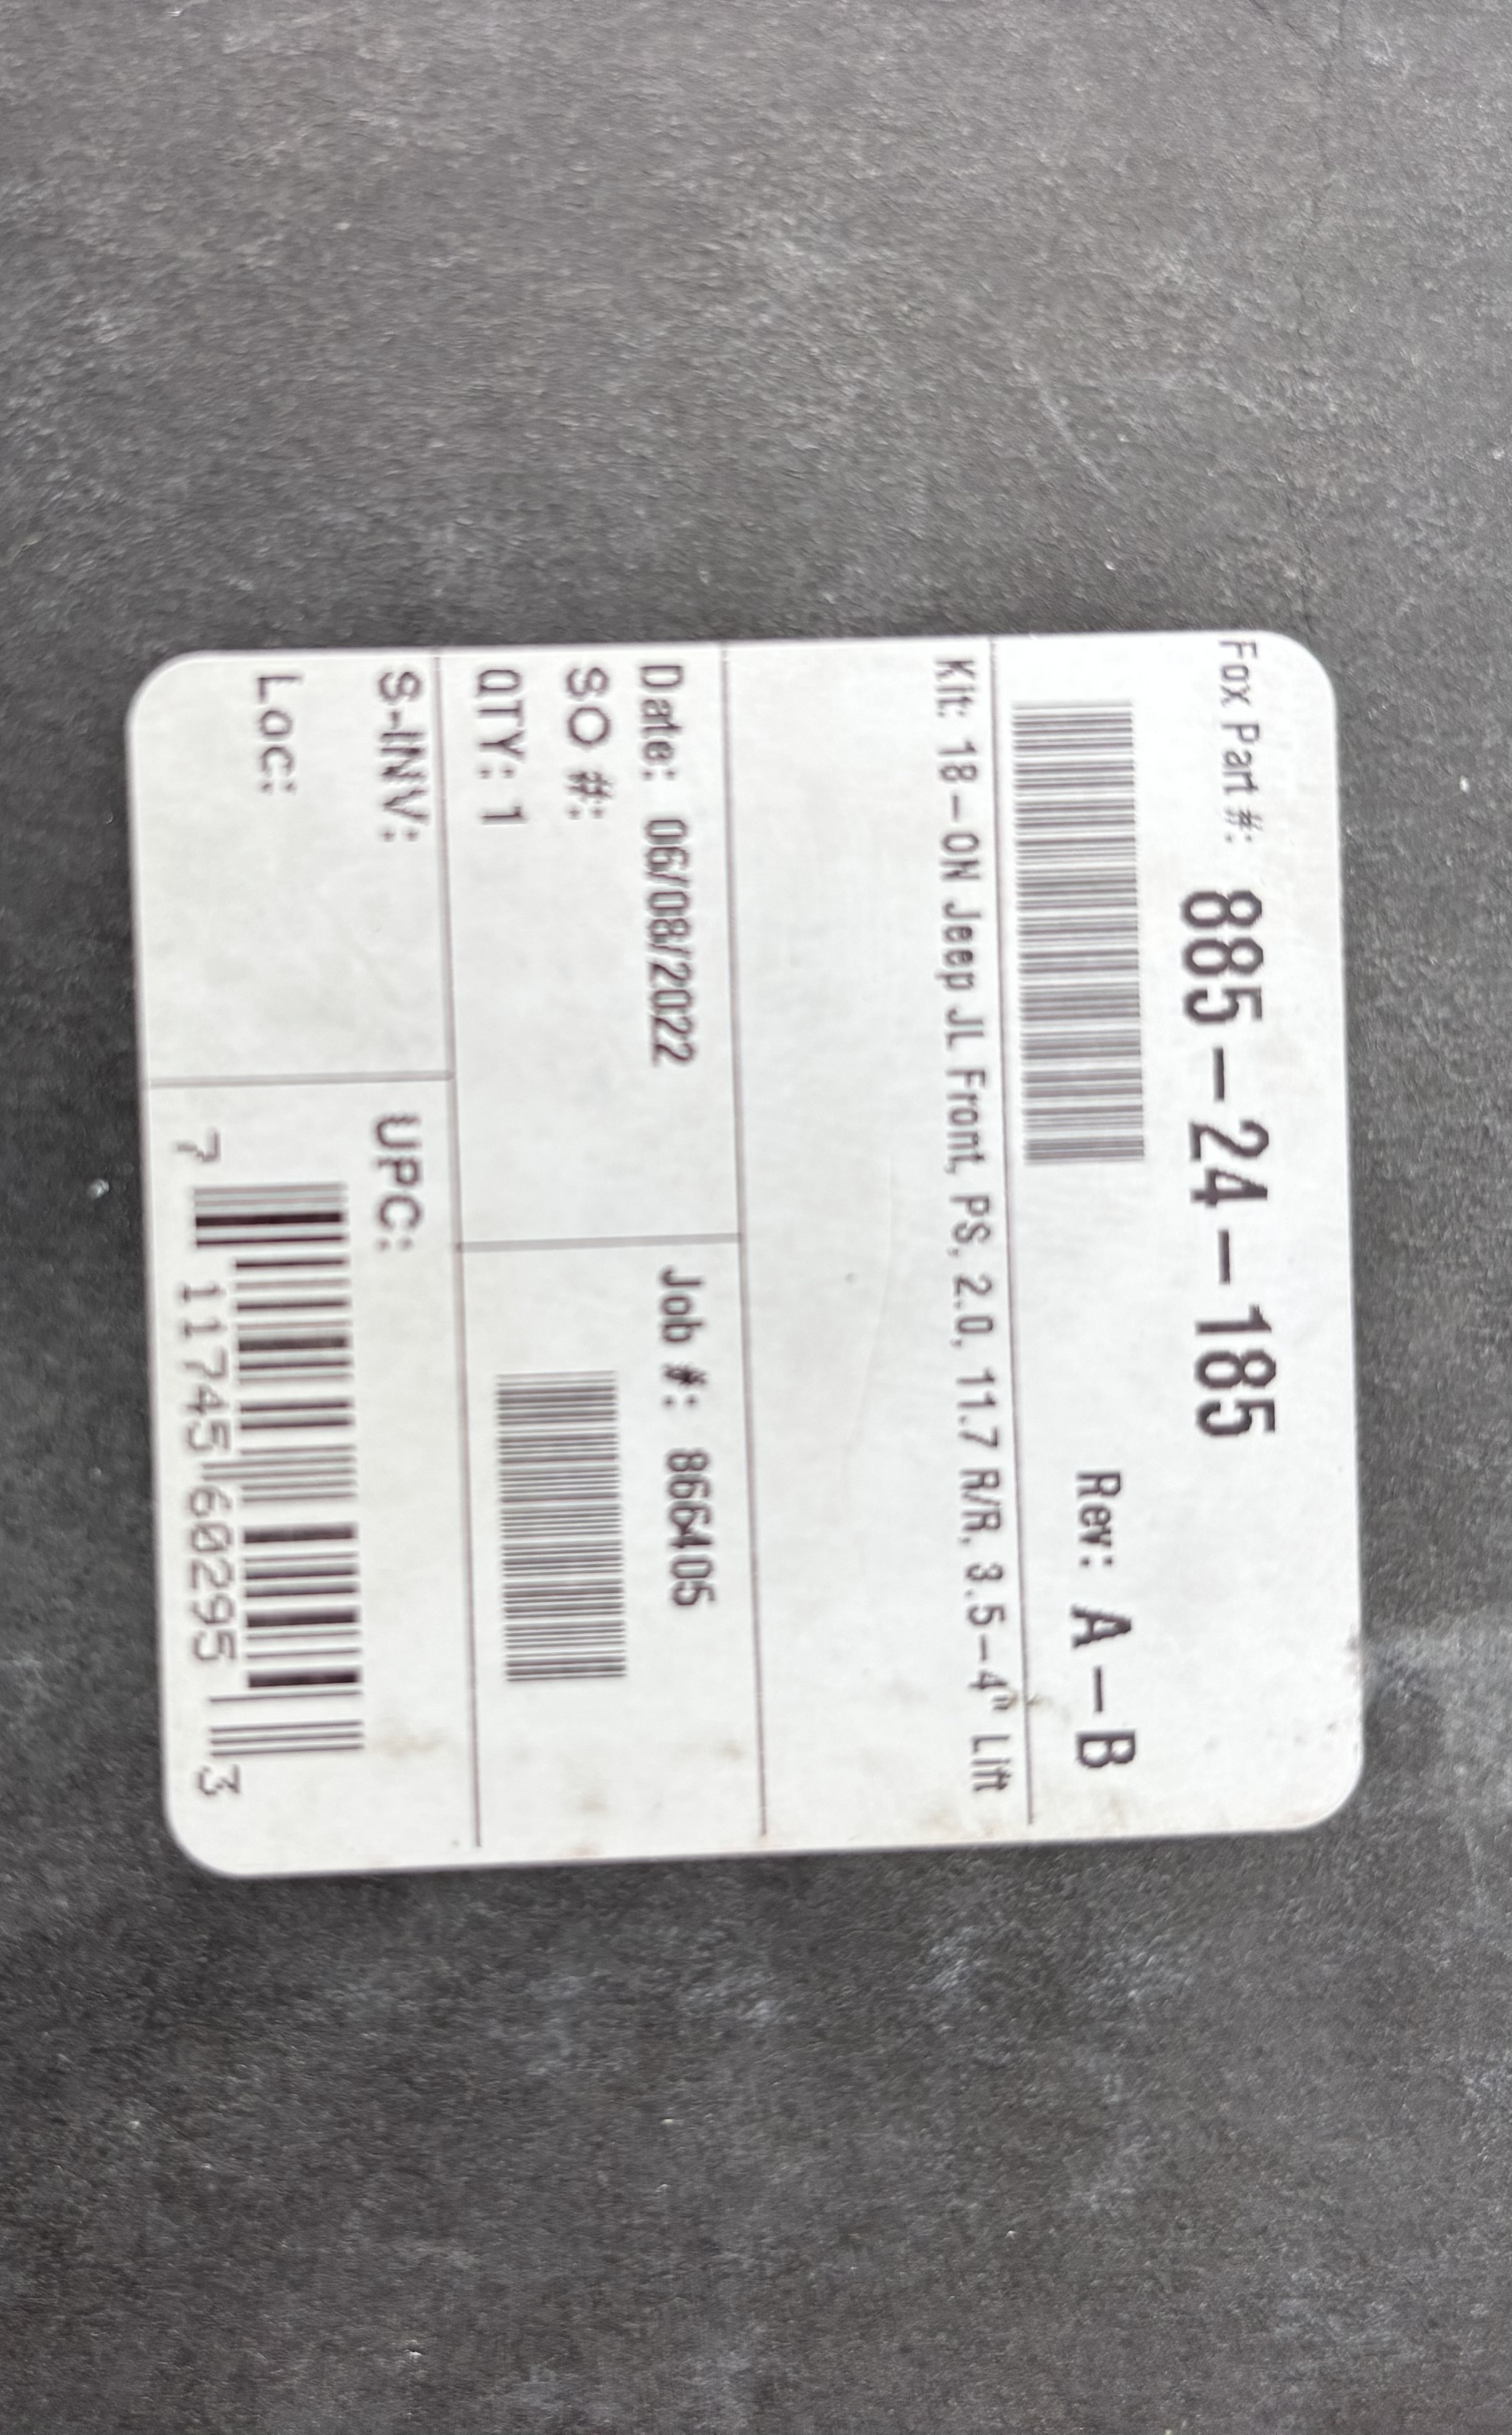 Fox Part #: 885-24-185
Rev: A-B
Kit: 18-ON Jeep JL Front, PS, 2.0, 11.7 R/R, 3.5-4" Lift
Date: 06/08/2022
SO #:
QTY: 1
Job #: 866405
S-INV:
Loc:
UPC:
7 11745 60295 3